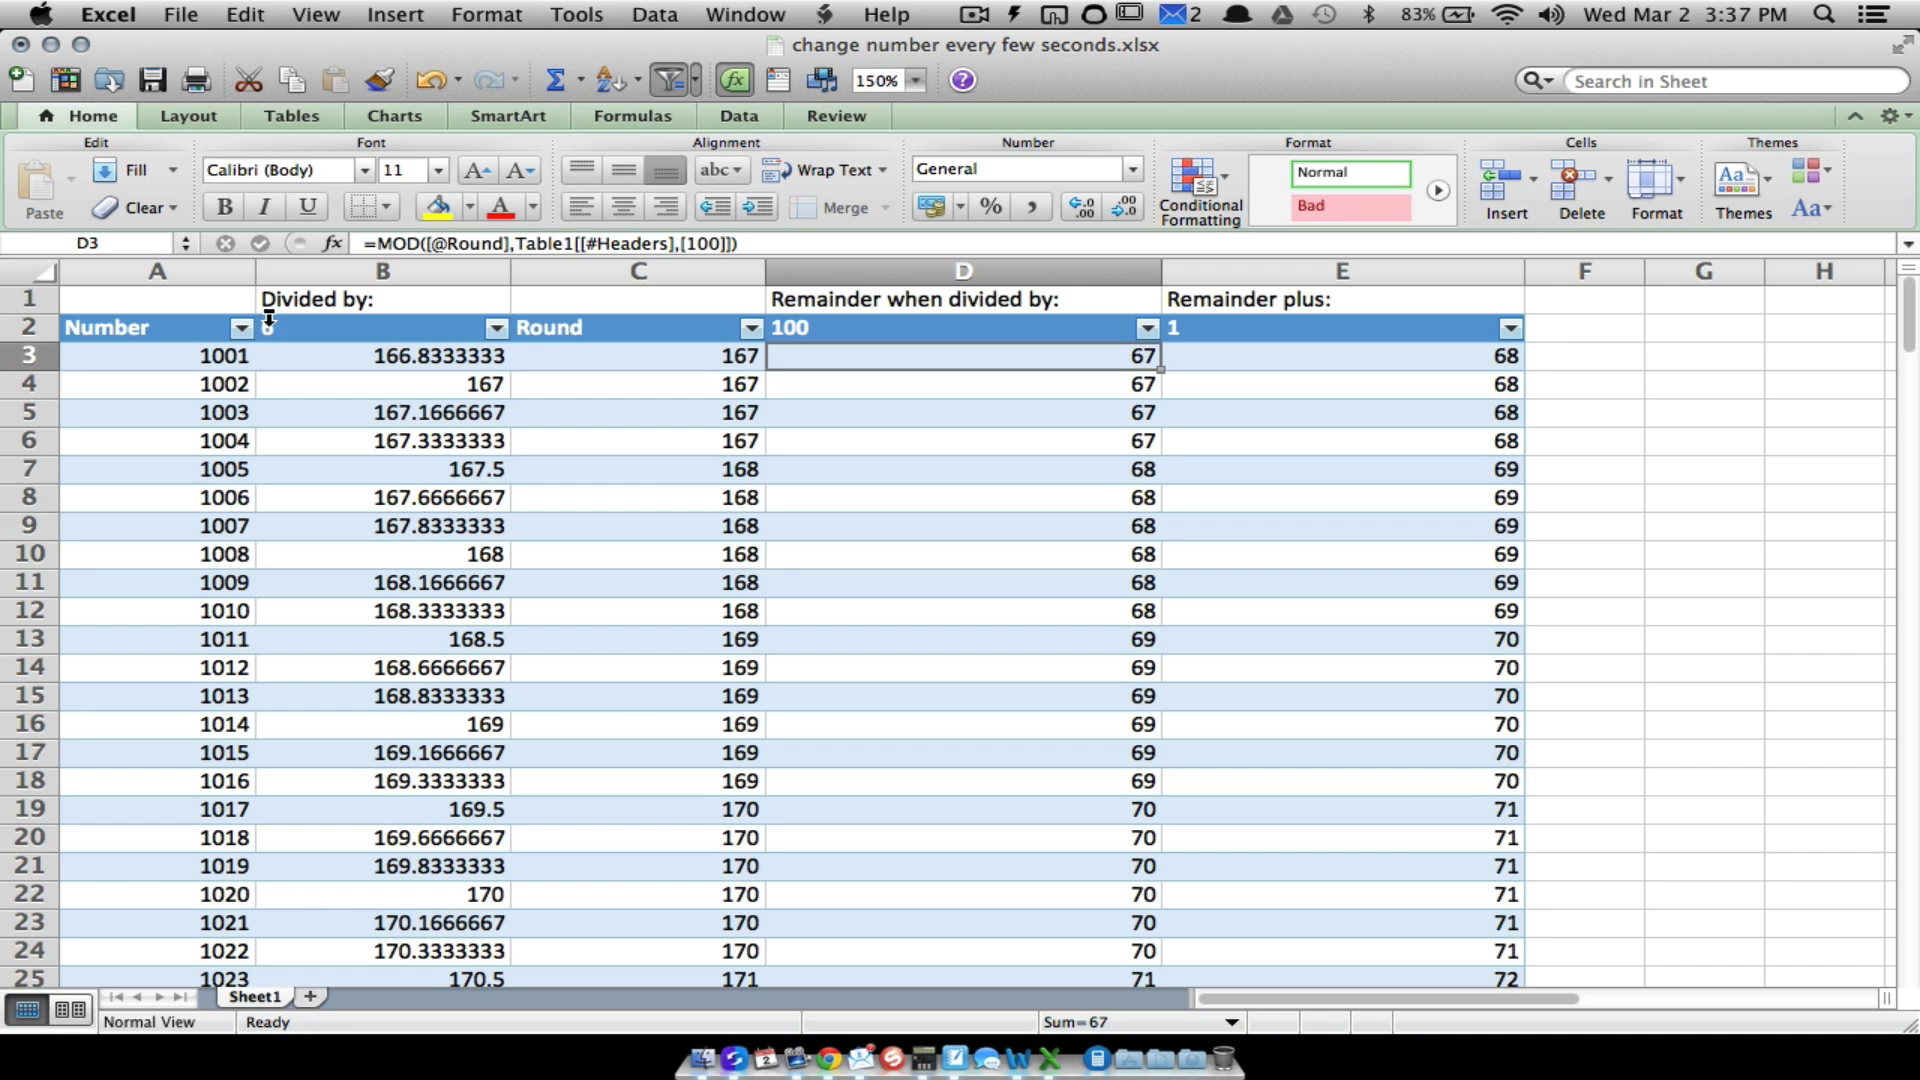 Excel File Edit View Insert Format Tools Data Window Help 2 83% Wed Mar 2 3:37 PM
change number every few seconds.xlsx
150% Search in Sheet
Home Layout Tables Charts SmartArt Formulas Data Review
Edit Font Alignment Number Format Cells Themes
Fill Calibri (Body) 11 A A abc Wrap Text General Normal
Paste Clear B I U A Merge % Conditional Formatting Bad Insert Delete Format Themes Aa
D3 fx =MOD([@Round],Table1[[#Headers],[100]])
A B C D E F G H
1 Divided by: Remainder when divided by: Remainder plus:
2 Number Round 100 1
3 1001 166.8333333 167 67 68
4 1002 167 167 67 68
5 1003 167.1666667 167 67 68
6 1004 167.3333333 167 67 68
7 1005 167.5 168 68 69
8 1006 167.6666667 168 68 69
9 1007 167.8333333 168 68 69
10 1008 168 168 68 69
11 1009 168.1666667 168 68 69
12 1010 168.3333333 168 68 69
13 1011 168.5 169 69 70
14 1012 168.6666667 169 69 70
15 1013 168.8333333 169 69 70
16 1014 169 169 69 70
17 1015 169.1666667 169 69 70
18 1016 169.3333333 169 69 70
19 1017 169.5 170 70 71
20 1018 169.6666667 170 70 71
21 1019 169.8333333 170 70 71
22 1020 170 170 70 71
23 1021 170.1666667 170 70 71
24 1022 170.3333333 170 70 71
25 1023 170.5 171 71 72
Sheet1
Normal View Ready Sum=67